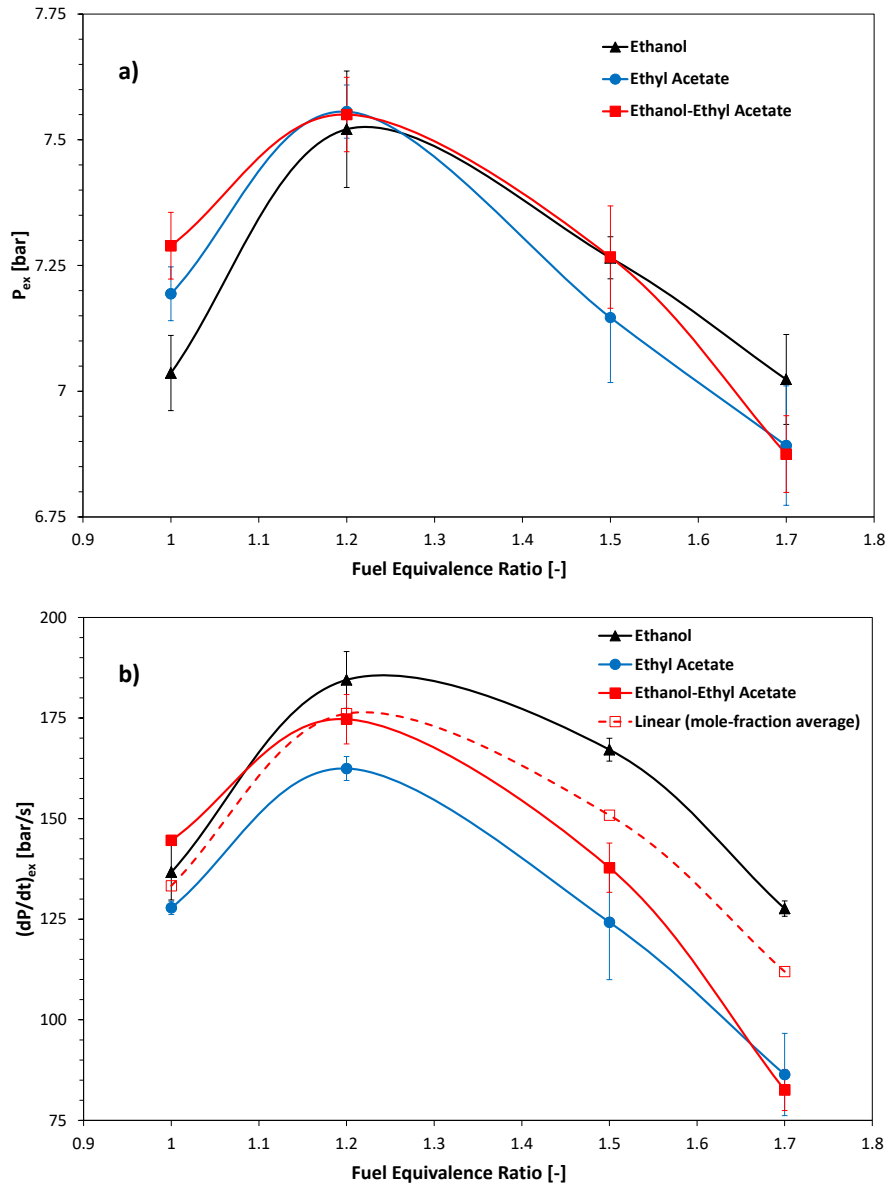 7.75
a)
Ethanol
Ethyl Acetate
Ethanol-Ethyl Acetate
7.5
7.25
7
6.75
P_ex [bar]
0.9 1 1.1 1.2 1.3 1.4 1.5 1.6 1.7 1.8
Fuel Equivalence Ratio [-]
200
b)
Ethanol
Ethyl Acetate
Ethanol-Ethyl Acetate
Linear (mole-fraction average)
175
150
125
100
75
(dP/dt)_ex [bar/s]
0.9 1 1.1 1.2 1.3 1.4 1.5 1.6 1.7 1.8
Fuel Equivalence Ratio [-]